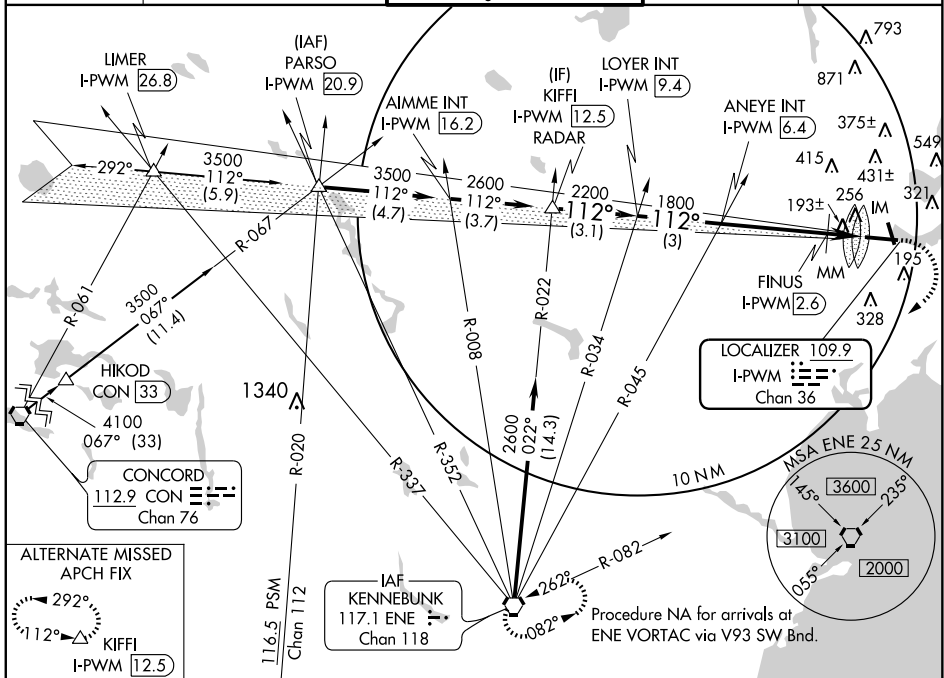 793
871
375±
549
415
431±
321
256
IM
193±
195
MM
328
LIMER
I-PWM 26.8
(IAF)
PARSO
I-PWM 20.9
AIMME INT
I-PWM 16.2
(IF)
KIFFI
I-PWM 12.5
RADAR
LOYER INT
I-PWM 9.4
ANEYE INT
I-PWM 6.4
292°
3500
112°
(5.9)
3500
112°
(4.7)
2600
112°
(3.7)
2200
112°
(3.1)
1800
112°
(3)
FINUS
I-PWM 2.6
R-061
R-067
3500
067°
(11.4)
HIKOD
CON 33
4100
067° (33)
CONCORD
112.9 CON
Chan 76
1340
R-020
116.5 PSM
Chan 112
R-337
R-352
R-008
R-022
2600
022°
(14.3)
R-034
R-045
LOCALIZER 109.9
I-PWM
Chan 36
10 NM
MSA ENE 25 NM
145°
3600
235°
3100
055°
2000
ALTERNATE MISSED
APCH FIX
292°
112°
KIFFI
I-PWM 12.5
IAF
KENNEBUNK
117.1 ENE
Chan 118
262°
R-082
082°
Procedure NA for arrivals at
ENE VORTAC via V93 SW Bnd.